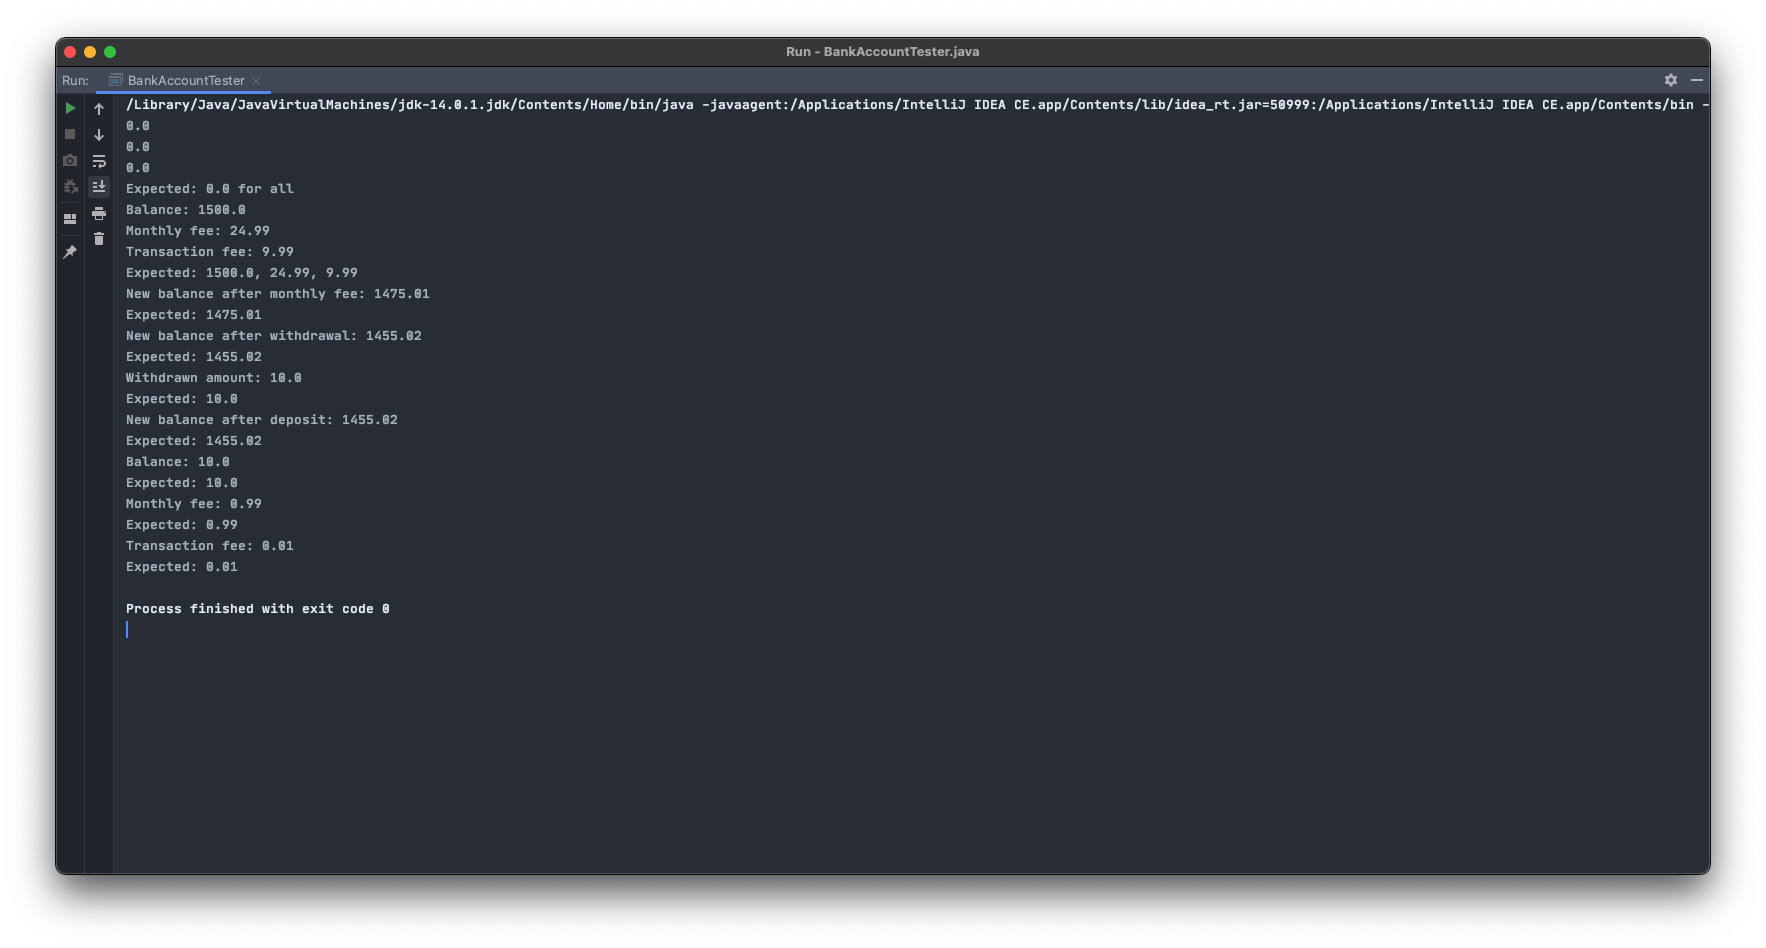 Run - BankAccountTester.java
Run: BankAccountTester
/Library/Java/JavaVirtualMachines/jdk-14.0.1.jdk/Contents/Home/bin/java -javaagent:/Applications/IntelliJ IDEA CE.app/Contents/lib/idea_rt.jar=50999:/Applications/IntelliJ IDEA CE.app/Contents/bin -
0.0
0.0
0.0
Expected: 0.0 for all
Balance: 1500.0
Monthly fee: 24.99
Transaction fee: 9.99
Expected: 1500.0, 24.99, 9.99
New balance after monthly fee: 1475.01
Expected: 1475.01
New balance after withdrawal: 1455.02
Expected: 1455.02
Withdrawn amount: 10.0
Expected: 10.0
New balance after deposit: 1455.02
Expected: 1455.02
Balance: 10.0
Expected: 10.0
Monthly fee: 0.99
Expected: 0.99
Transaction fee: 0.01
Expected: 0.01
Process finished with exit code 0